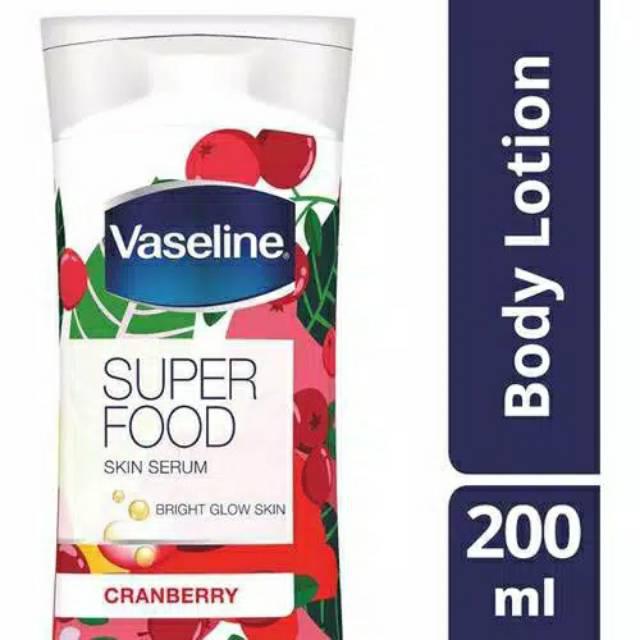 Vaseline®
SUPER
FOOD
SKIN SERUM
BRIGHT GLOW SKIN
CRANBERRY
Body Lotion
200
ml